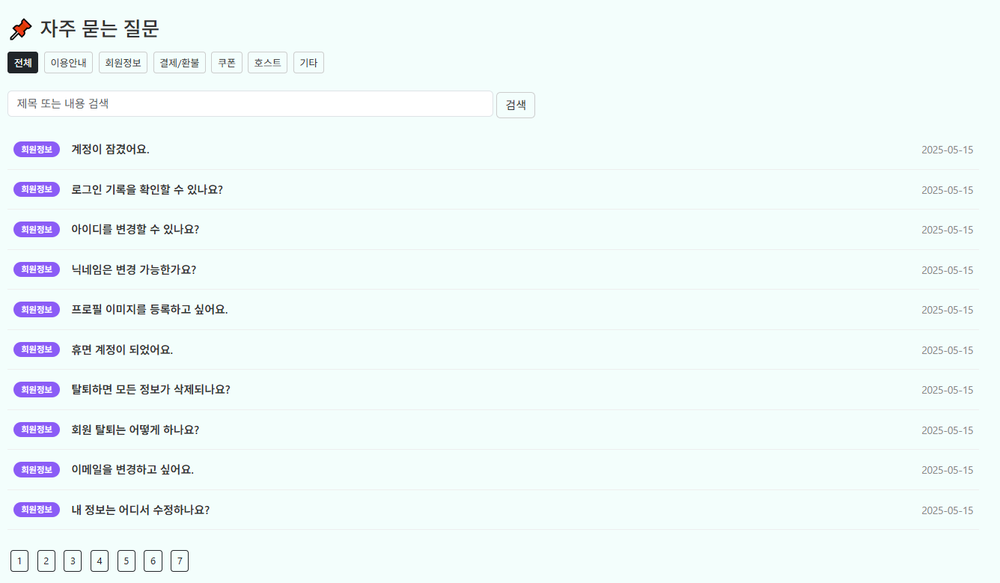 자주 묻는 질문
전체 이용안내 회원정보 결제/환불 쿠폰 호스트 기타
제목 또는 내용 검색 검색
회원정보 계정이 잠겼어요. 2025-05-15
회원정보 로그인 기록을 확인할 수 있나요? 2025-05-15
회원정보 아이디를 변경할 수 있나요? 2025-05-15
회원정보 닉네임은 변경 가능한가요? 2025-05-15
회원정보 프로필 이미지를 등록하고 싶어요. 2025-05-15
회원정보 휴면 계정이 되었어요. 2025-05-15
회원정보 탈퇴하면 모든 정보가 삭제되나요? 2025-05-15
회원정보 회원 탈퇴는 어떻게 하나요? 2025-05-15
회원정보 이메일을 변경하고 싶어요. 2025-05-15
회원정보 내 정보는 어디서 수정하나요? 2025-05-15
1 2 3 4 5 6 7